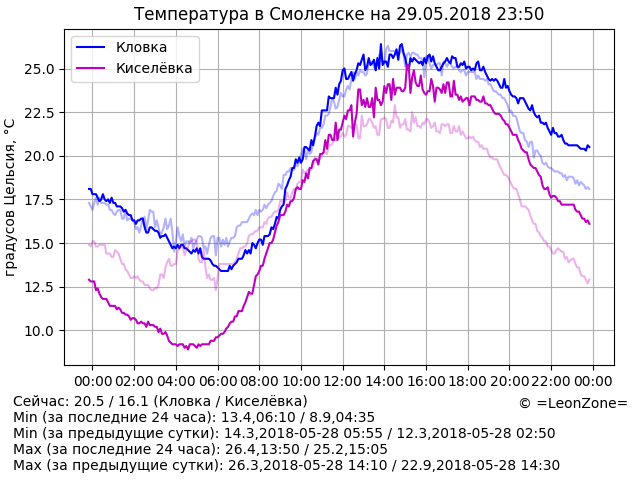 Температура в Смоленске на 29.05.2018 23:50
Кловка
Киселёвка
градусов Цельсия, °C
25.0
22.5
20.0
17.5
15.0
12.5
10.0
00:00 02:00 04:00 06:00 08:00 10:00 12:00 14:00 16:00 18:00 20:00 22:00 00:00
© =LeonZone=
Сейчас: 20.5 / 16.1 (Кловка / Киселёвка)
Min (за последние 24 часа): 13.4,06:10 / 8.9,04:35
Min (за предыдущие сутки): 14.3,2018-05-28 05:55 / 12.3,2018-05-28 02:50
Max (за последние 24 часа): 26.4,13:50 / 25.2,15:05
Max (за предыдущие сутки): 26.3,2018-05-28 14:10 / 22.9,2018-05-28 14:30